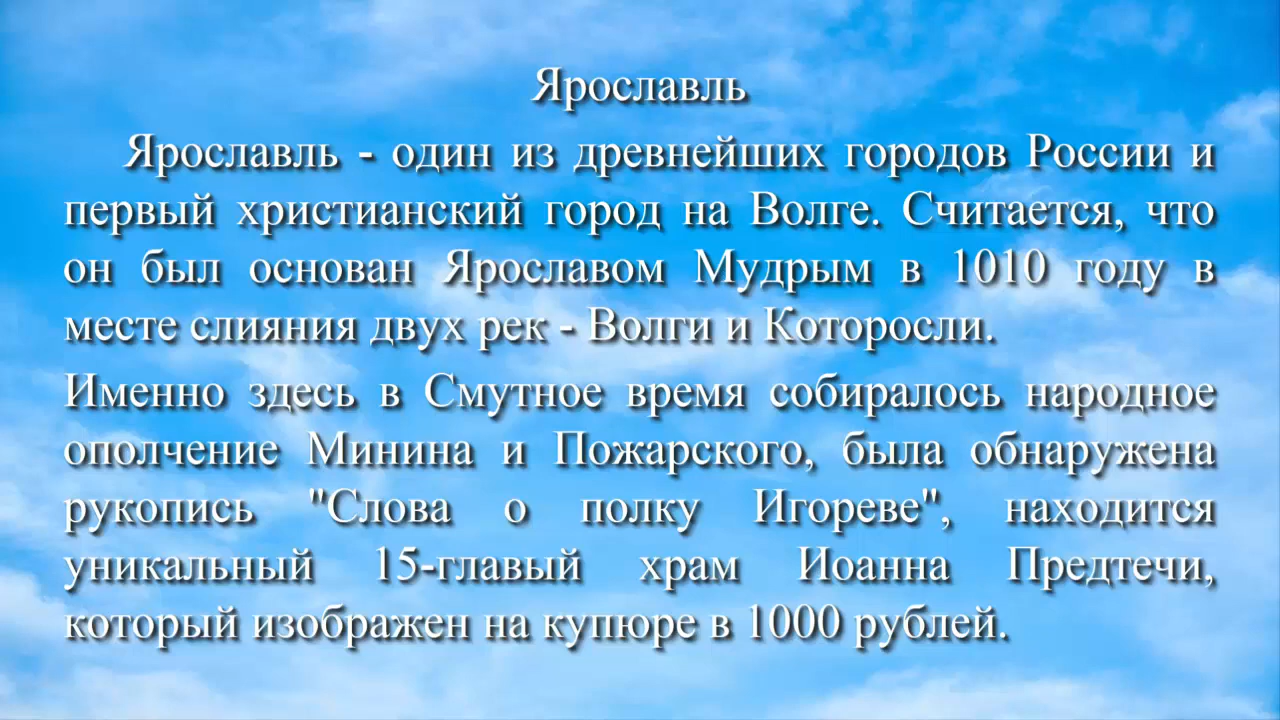 Ярославль
Ярославль - один из древнейших городов России и
первый христианский город на Волге. Считается, что
он был основан Ярославом Мудрым в 1010 году в
месте слияния двух рек - Волги и Которосли.
Именно здесь в Смутное время собиралось народное
ополчение Минина и Пожарского, была обнаружена
рукопись "Слова о полку Игореве", находится
уникальный 15-главый храм Иоанна Предтечи,
который изображен на купюре в 1000 рублей.